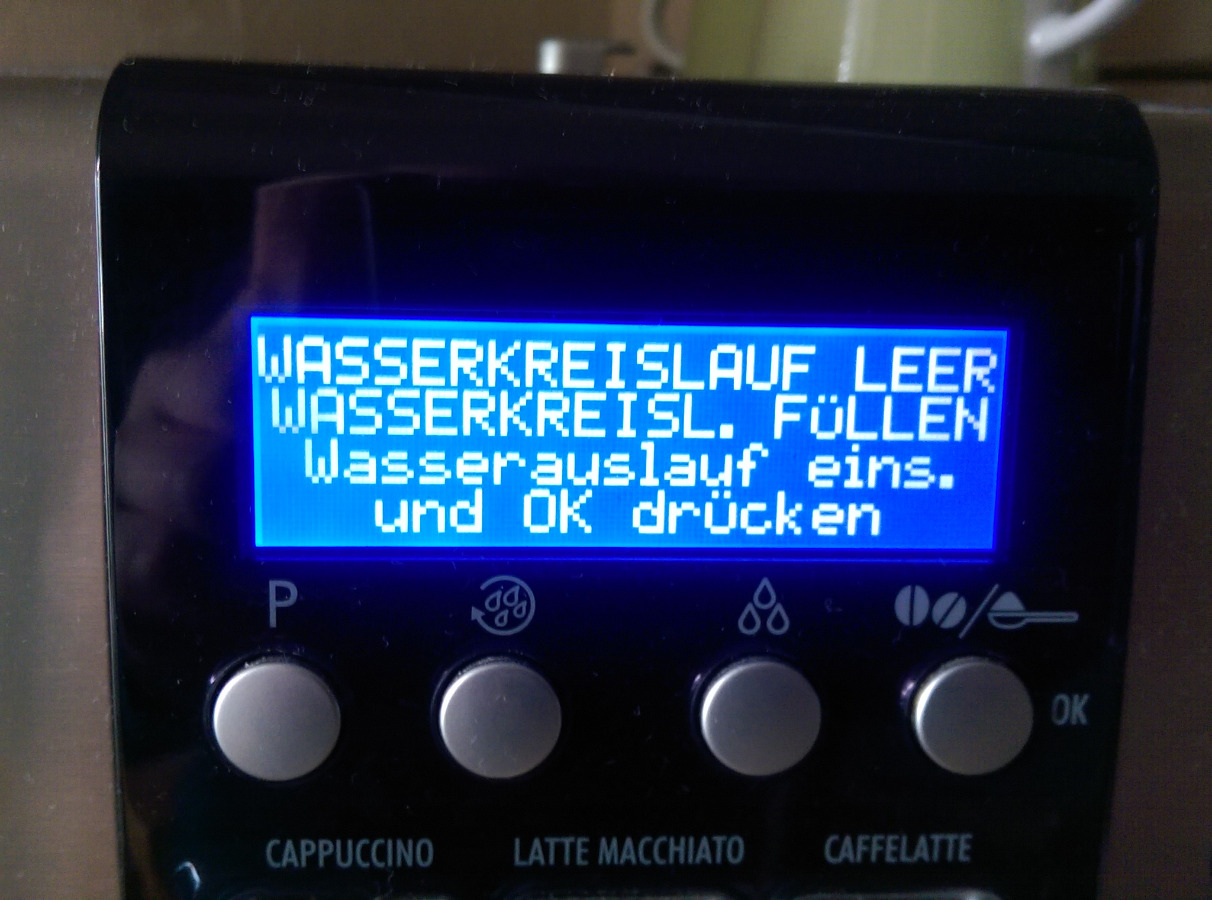 WASSERKREISLAUF LEER
WASSERKREISL. FÜLLEN
Wasserauslauf eins.
und OK drücken
P
OK
CAPPUCCINO
LATTE MACCHIATO
CAFFELATTE